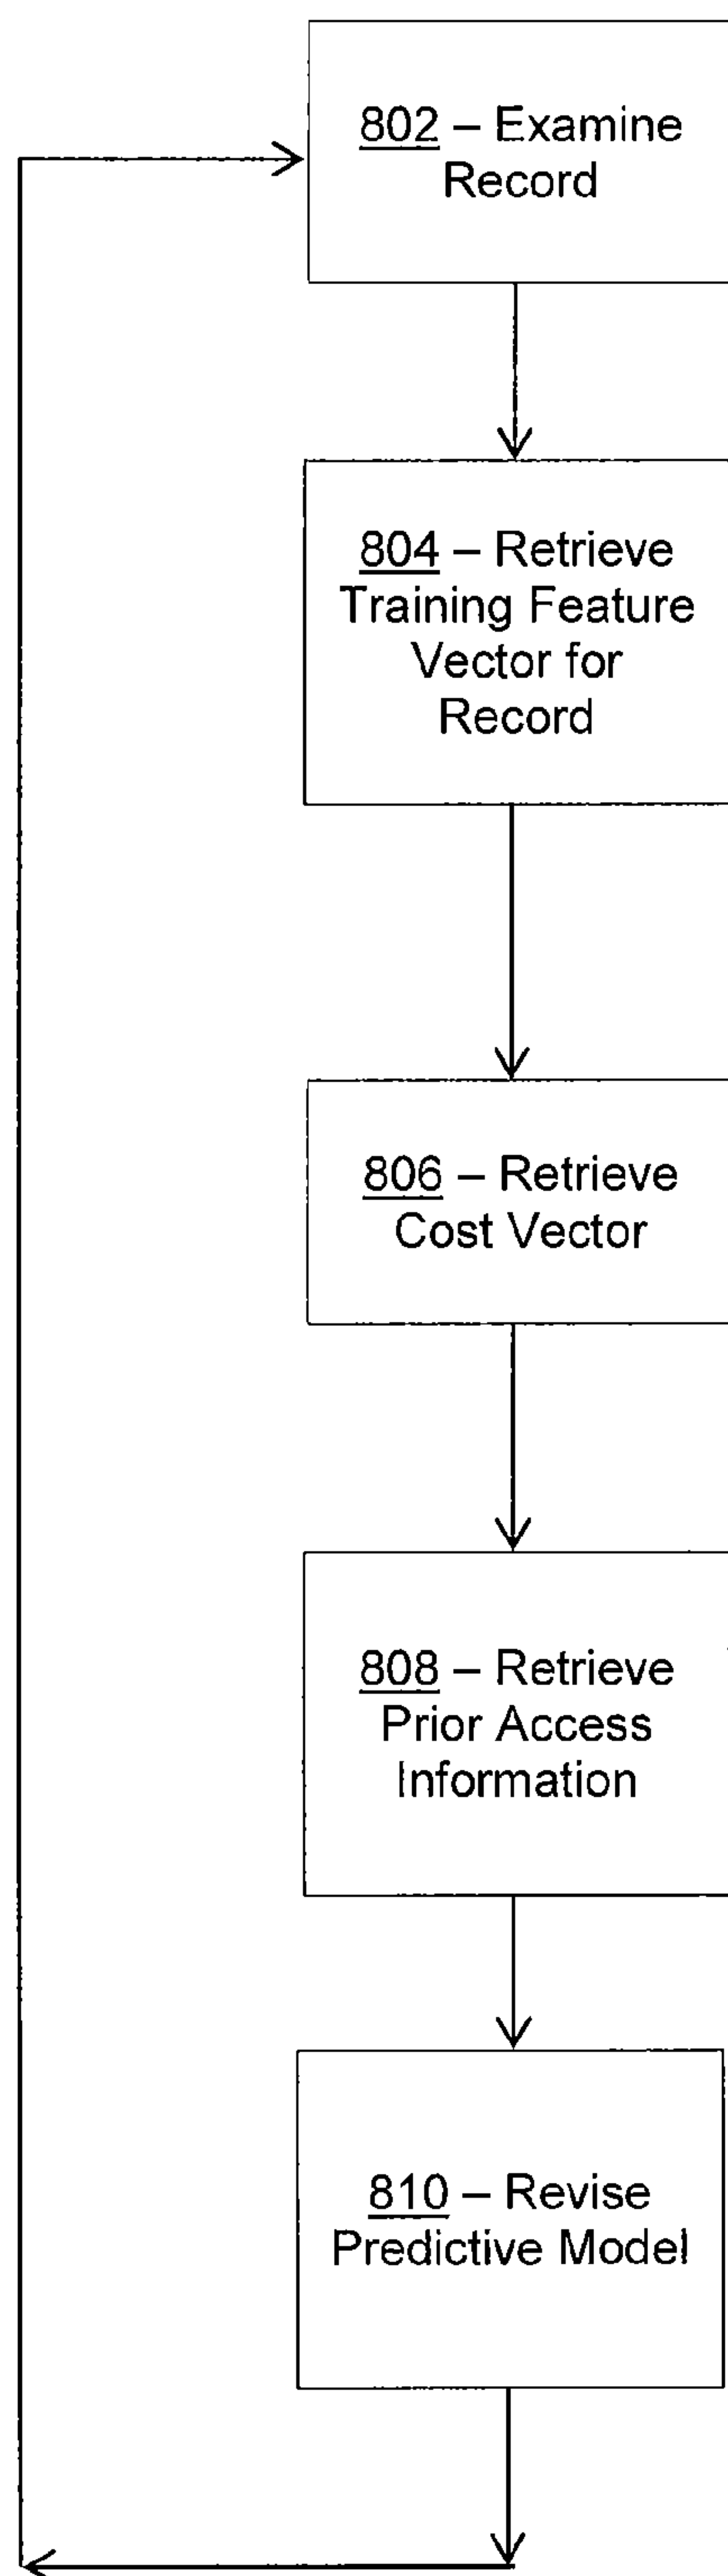 802 – Examine
Record
804 – Retrieve
Training Feature
Vector for
Record
806 – Retrieve
Cost Vector
808 – Retrieve
Prior Access
Information
810 – Revise
Predictive Model